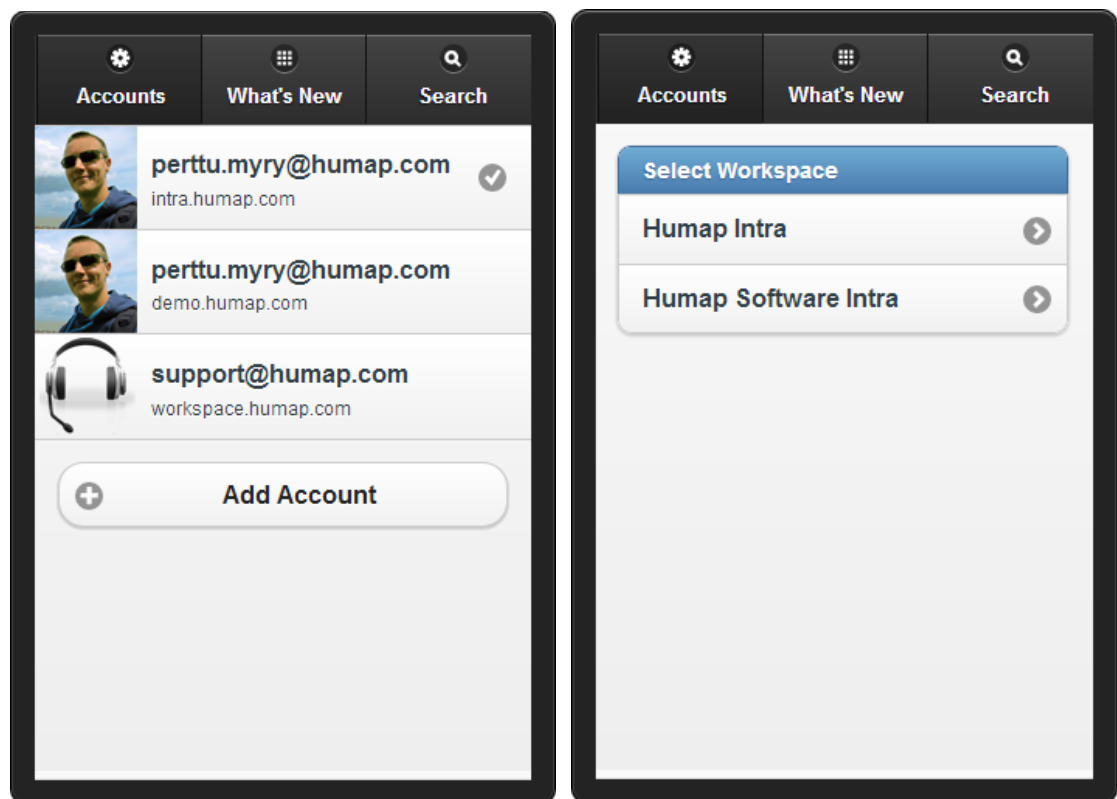 Accounts What's New Search
perttu.myry@humap.com
intra.humap.com
perttu.myry@humap.com
demo.humap.com
support@humap.com
workspace.humap.com
Add Account
Accounts What's New Search
Select Workspace
Humap Intra
Humap Software Intra